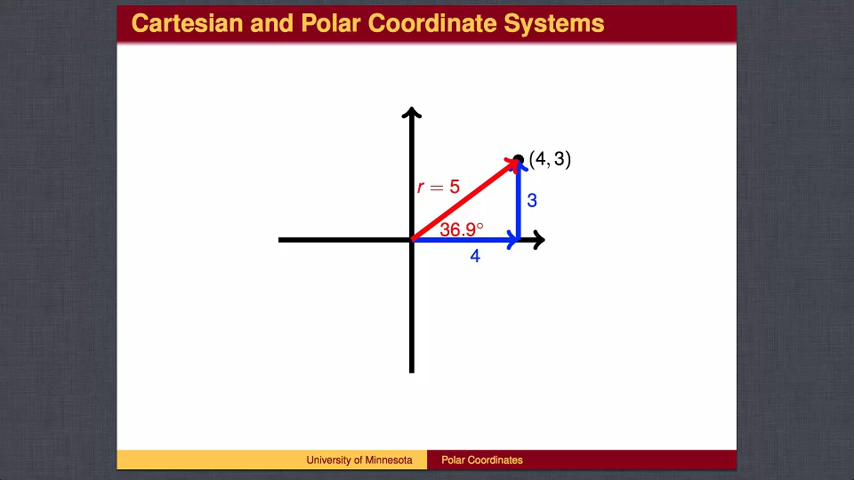 Cartesian and Polar Coordinate Systems
(4, 3)
r = 5
3
36.9°
4
University of Minnesota
Polar Coordinates